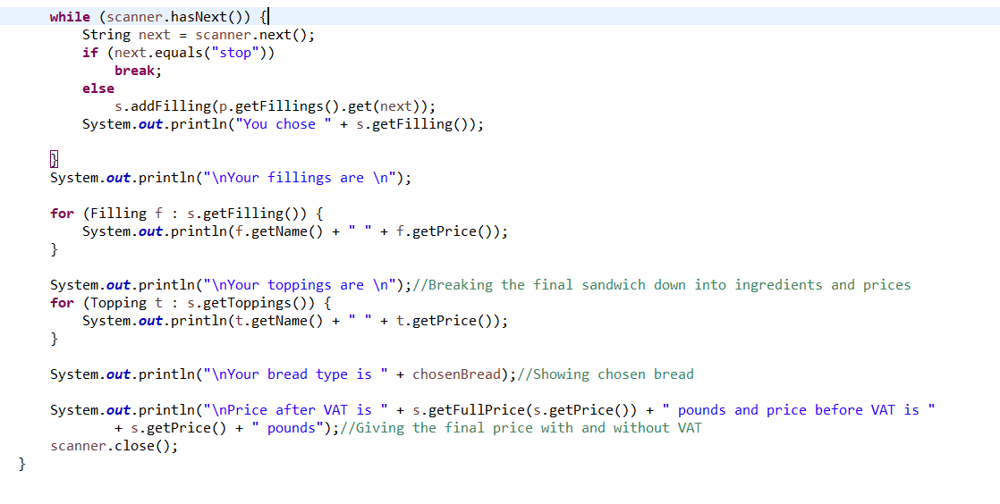 while (scanner.hasNext()) {
String next = scanner.next();
if (next.equals("stop"))
break;
else
s.addFilling(p.getFillings().get(next));
System.out.println("You chose " + s.getFilling());
}
System.out.println("\nYour fillings are \n");
for (Filling f : s.getFilling()) {
System.out.println(f.getName() + " " + f.getPrice());
}
System.out.println("\nYour toppings are \n");//Breaking the final sandwich down into ingredients and prices
for (Topping t : s.getToppings()) {
System.out.println(t.getName() + " " + t.getPrice());
}
System.out.println("\nYour bread type is " + chosenBread);//Showing chosen bread
System.out.println("\nPrice after VAT is " + s.getFullPrice(s.getPrice()) + " pounds and price before VAT is "
+ s.getPrice() + " pounds");//Giving the final price with and without VAT
scanner.close();
}